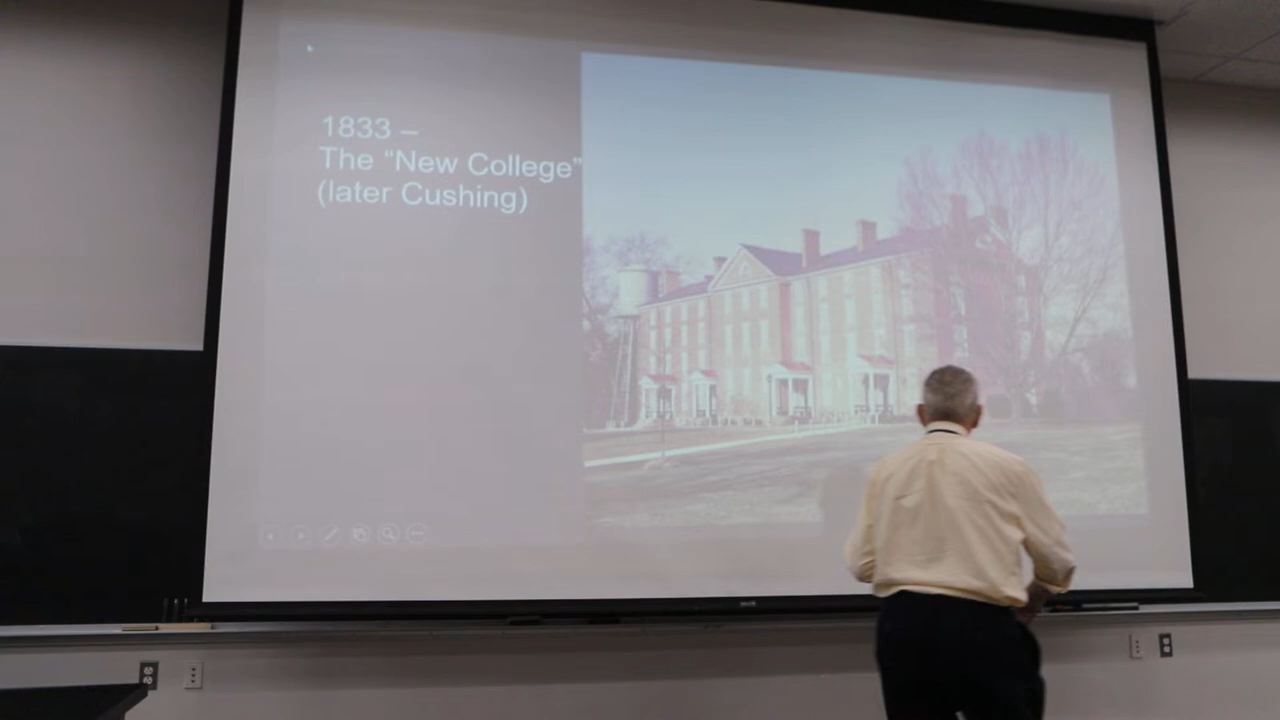 1833 –
The “New College”
(later Cushing)